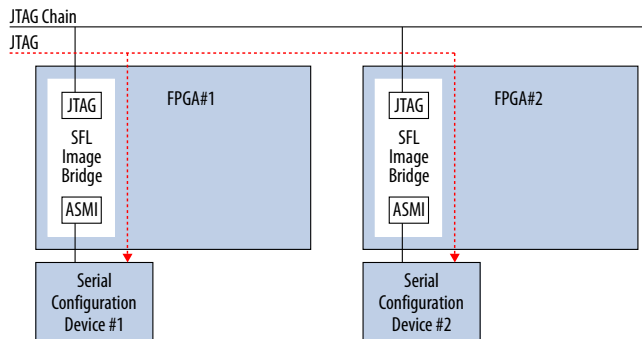 JTAG Chain
JTAG
FPGA#1
JTAG
SFL
Image
Bridge
ASMI
Serial
Configuration
Device #1
FPGA#2
JTAG
SFL
Image
Bridge
ASMI
Serial
Configuration
Device #2